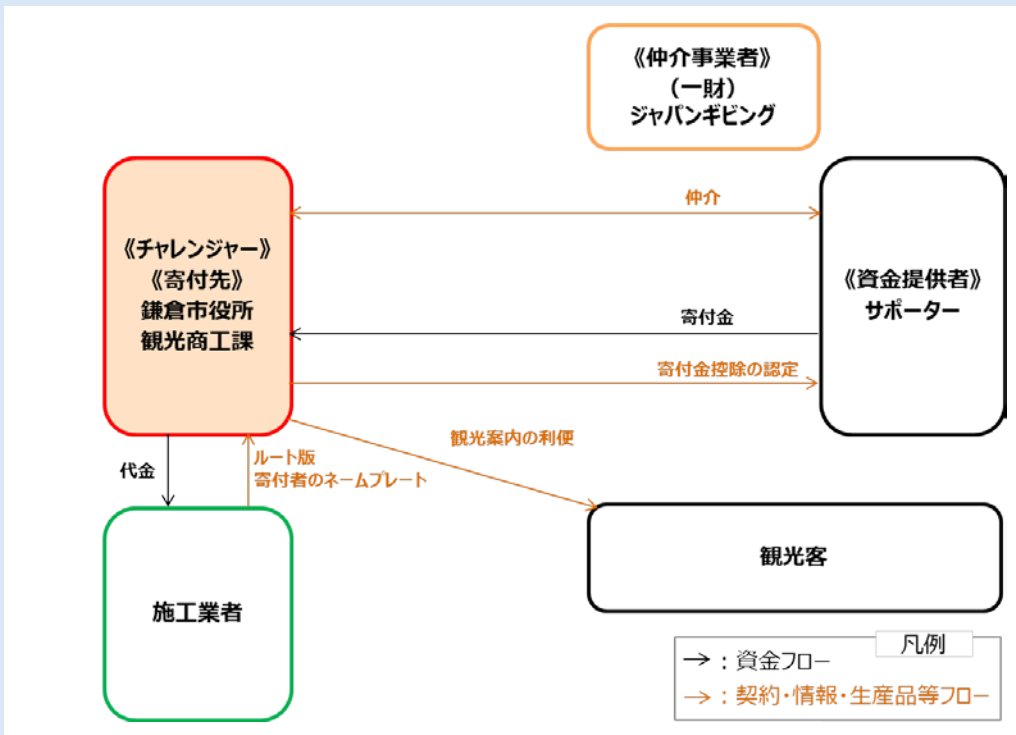 《仲介事業者》
（一財）
ジャパンギビング
《チャレンジャー》
《寄付先》
鎌倉市役所
観光商工課
仲介
《資金提供者》
サポーター
寄付金
寄付金控除の認定
観光案内の利便
代金
ルート版
寄付者のネームプレート
観光客
施工業者
凡例
→：資金フロー
→：契約・情報・生産品等フロー